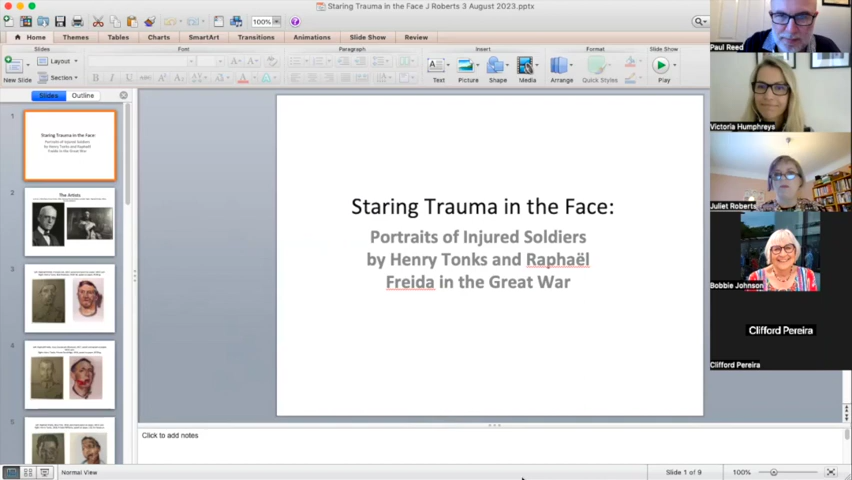 Staring Trauma in the Face J Roberts 3 August 2023.pptx
100%
Home
Themes
Tables
Charts
SmartArt
Transitions
Animations
Slide Show
Review
Slides
Font
Paragraph
Insert
Format
Slide Show
New Slide
Layout
Section
Text
Picture
Shape
Media
Arrange
Quick Styles
Play
Slides
Outline
1
Staring Trauma in the Face:
Portraits of Injured Soldiers
by Henry Tonks and Raphaël
Freida in the Great War
2
The Artists
3
4
5
Staring Trauma in the Face:
Portraits of Injured Soldiers
by Henry Tonks and Raphaël
Freida in the Great War
Click to add notes
Normal View
Slide 1 of 9
100%
Paul Reed
Victoria Humphreys
Juliet Roberts
Bobbie Johnson
Clifford Pereira
Clifford Pereira